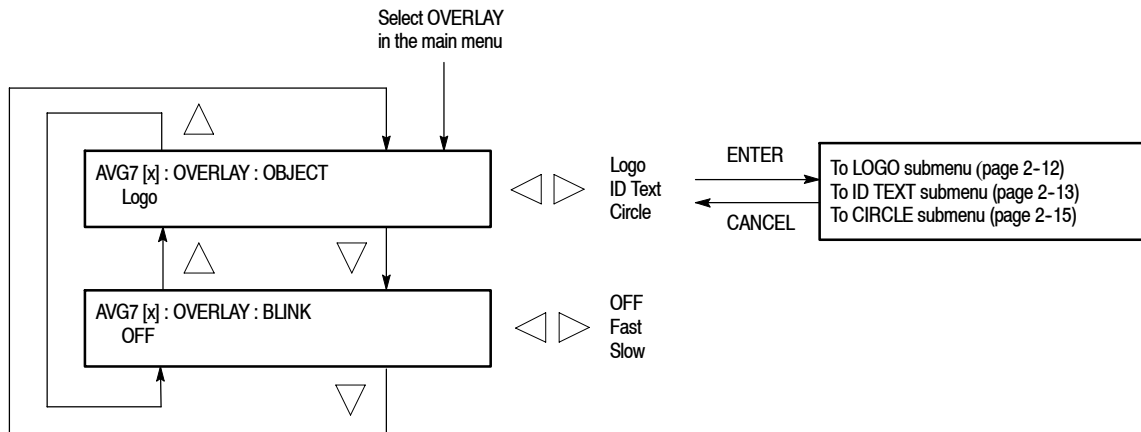 Select OVERLAY
in the main menu
AVG7 [x] : OVERLAY : OBJECT
Logo
Logo
ID Text
Circle
ENTER
CANCEL
To LOGO submenu (page 2-12)
To ID TEXT submenu (page 2-13)
To CIRCLE submenu (page 2-15)
AVG7 [x] : OVERLAY : BLINK
OFF
OFF
Fast
Slow